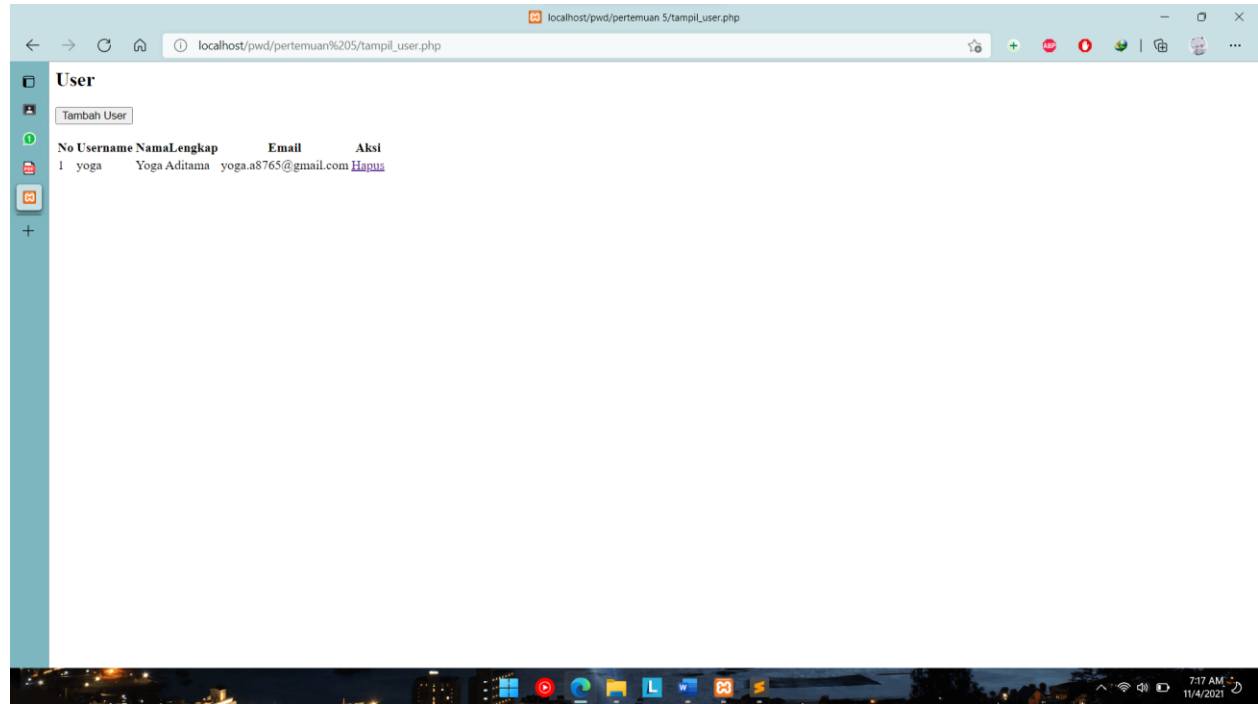 localhost/pwd/pertemuan 5/tampil_user.php
localhost/pwd/pertemuan%205/tampil_user.php
ABP
User
Tambah User
No Username NamaLengkap Email Aksi
1 yoga Yoga Aditama yoga.a8765@gmail.com Hapus
L
7:17 AM
11/4/2021